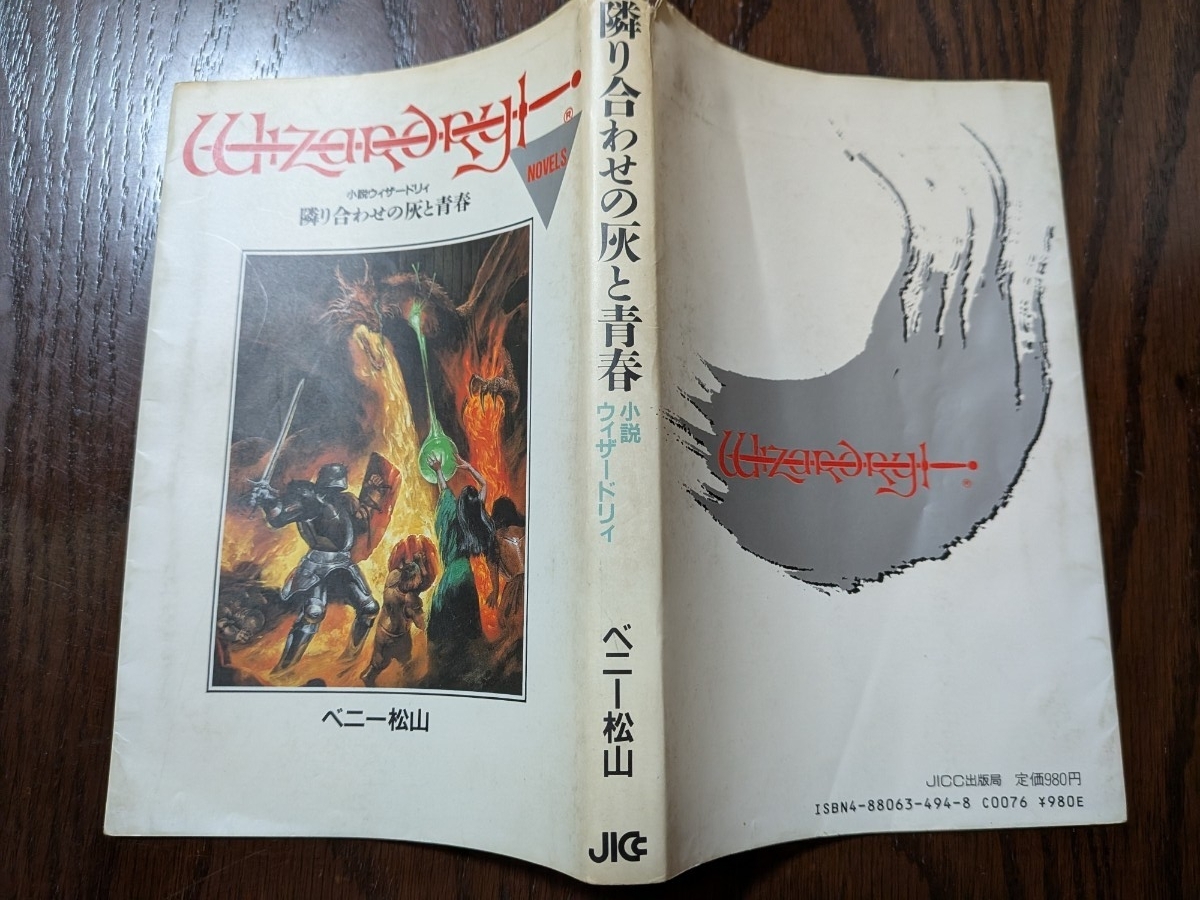 Wizardry®
NOVELS
小説ウィザードリィ
隣り合わせの灰と青春
ベニー松山
隣り合わせの灰と青春
小説
ウィザードリィ
ベニー松山
JICC
Wizardry®
JICC出版局 定価980円
ISBN4-88063-494-8 C0076 ¥980E